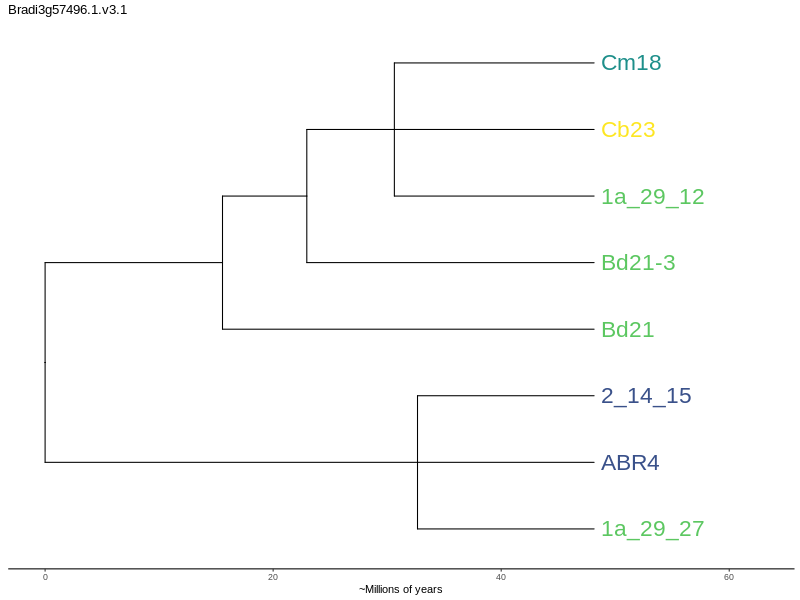 Bradi3g57496.1.v3.1
Cm18
Cb23
1a_29_12
Bd21-3
Bd21
2_14_15
ABR4
1a_29_27
0 20 40 60
~Millions of years